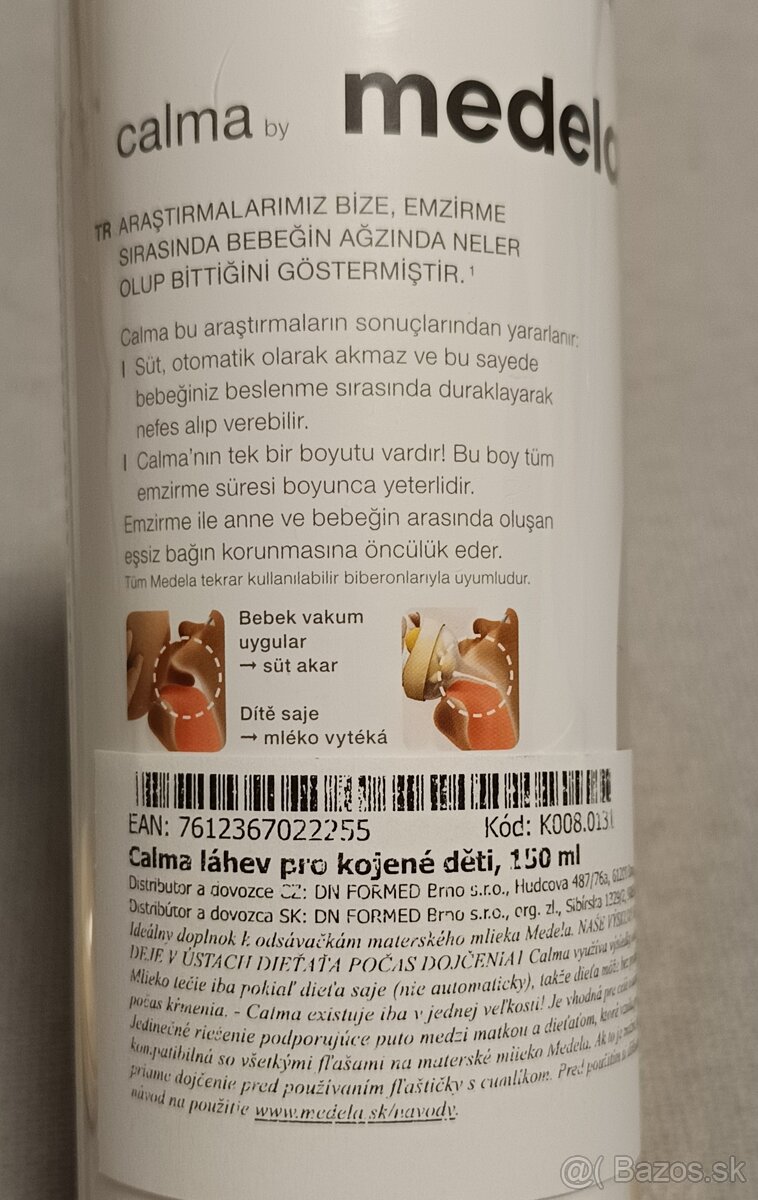 calma by medela
TR ARAŞTIRMALARIMIZ BİZE, EMZİRME
SIRASINDA BEBEĞİN AĞZINDA NELER
OLUP BİTTİĞİNİ GÖSTERMİŞTİR.¹
Calma bu araştırmaların sonuçlarından yararlanır:
| Süt, otomatik olarak akmaz ve bu sayede
bebeğiniz beslenme sırasında duraklayarak
nefes alıp verebilir.
| Calma'nın tek bir boyutu vardır! Bu boy tüm
emzirme süresi boyunca yeterlidir.
Emzirme ile anne ve bebeğin arasında oluşan
eşsiz bağın korunmasına öncülük eder.
Tüm Medela tekrar kullanılabilir biberonlarıyla uyumludur.
Bebek vakum
uygular
→ süt akar
Dítě saje
→ mléko vytéká
EAN: 7612367022255 Kód: K008.0131
Calma láhev pro kojené děti, 150 ml
Distributor a dovozce CZ: DN FORMED Brno s.r.o., Hudcova 487/76a,
Distribútor a dovozca SK: DN FORMED Brno s.r.o., org. zl., Sibírska
Ideálny doplnok k odsávačkám materského mlieka Medela. NAŠE
DEJE V ÚSTACH DIEŤAŤA POČAS DOJČENIA! Calma využíva
Mlieko tečie iba pokiaľ dieťa saje (nie automaticky), takže dieťa môže
počas kŕmenia. - Calma existuje iba v jednej veľkosti! Je vhodná pre
Jedinečné riešenie podporujúce puto medzi matkou a dieťaťom, ktoré
kompatibilná so všetkými fľašami na materské mlieko Medela. Ak to je
priame dojčenie pred používaním fľaštičky s cumlíkom. Pred použitím
návod na použitie www.medela.sk/navody.
@( Bazos.sk